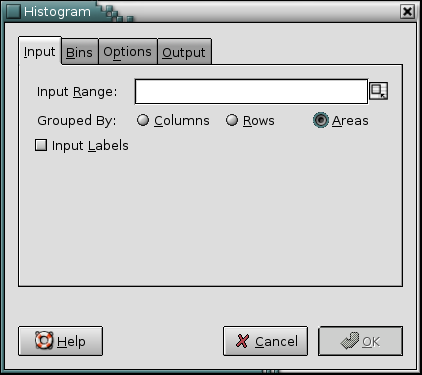 Histogram
Input Bins Options Output
Input Range:
Grouped By: Columns Rows Areas
Input Labels
Help Cancel OK